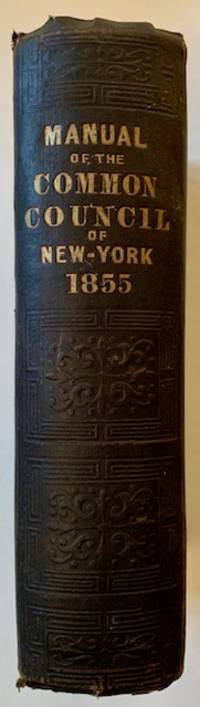 MANUAL
OF THE
COMMON
COUNCIL
OF
NEW-YORK
1855